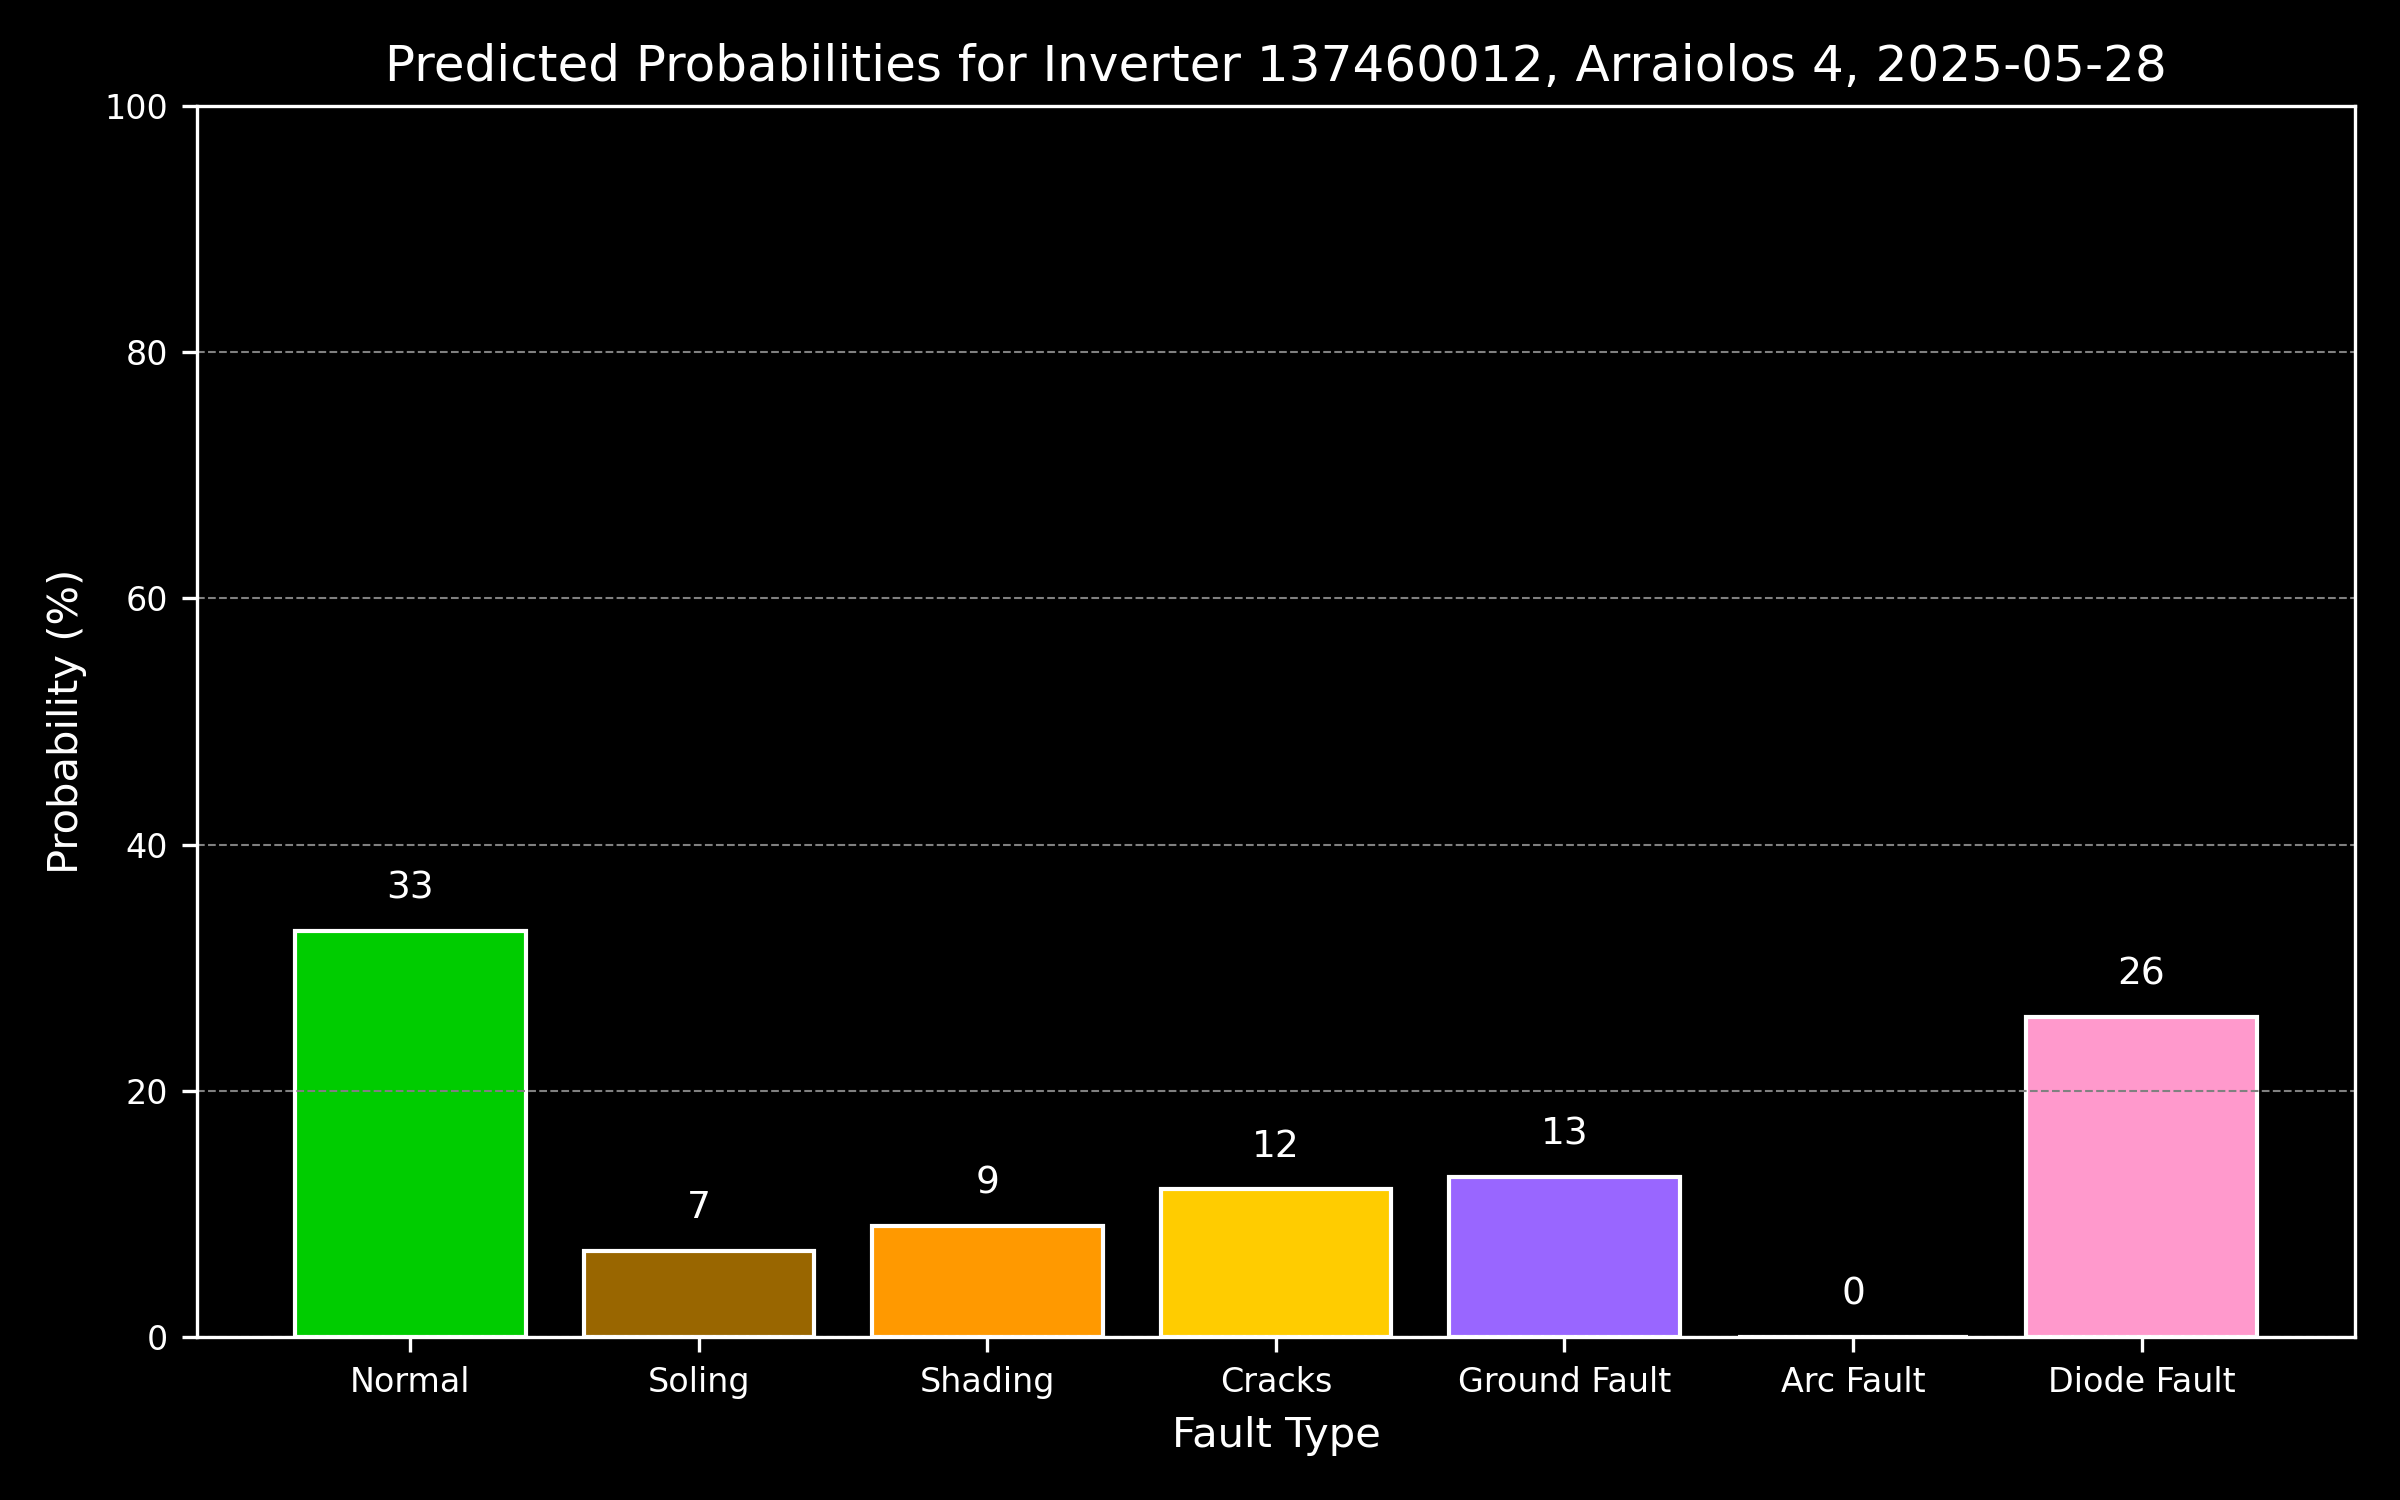 Predicted Probabilities for Inverter 137460012, Arraiolos 4, 2025-05-28
Probability (%)
100
80
60
40
20
0
33
7
9
12
13
0
26
Normal
Soling
Shading
Cracks
Ground Fault
Arc Fault
Diode Fault
Fault Type